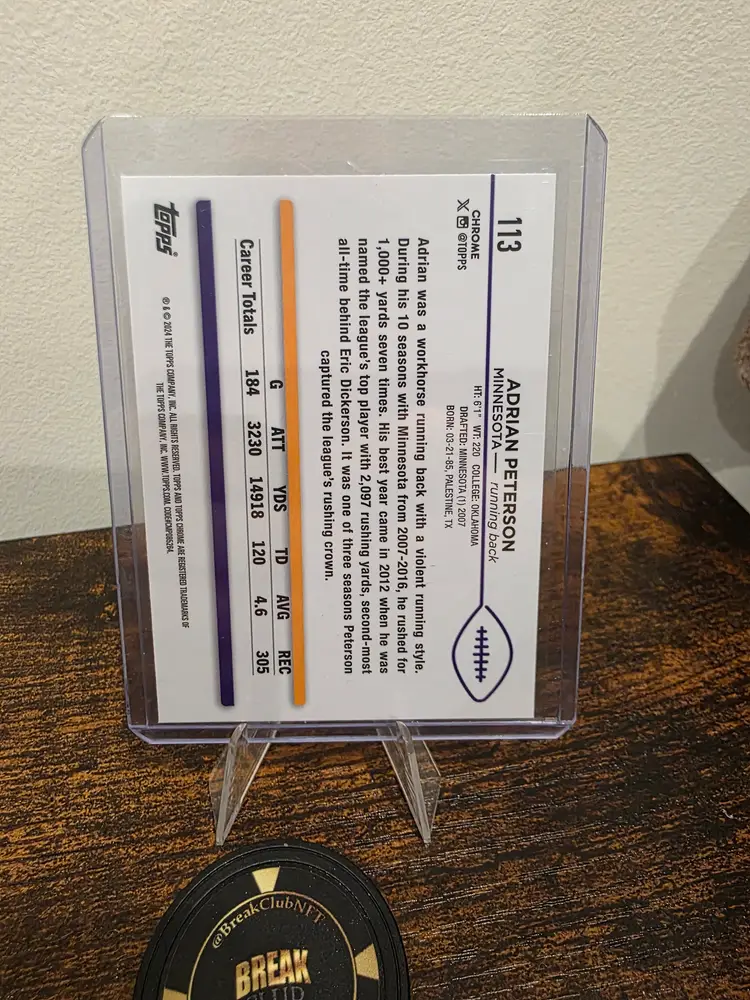 113
CHROME
@TOPPS
ADRIAN PETERSON
MINNESOTA — running back
HT: 6'1" WT: 220 COLLEGE: OKLAHOMA
DRAFTED: MINNESOTA (1) 2007
BORN: 03-21-85, PALESTINE, TX
Adrian was a workhorse running back with a violent running style.
During his 10 seasons with Minnesota from 2007-2016, he rushed for
1,000+ yards seven times. His best year came in 2012 when he was
named the league's top player with 2,097 rushing yards, second-most
all-time behind Eric Dickerson. It was one of three seasons Peterson
captured the league's rushing crown.
G ATT YDS TD AVG REC
Career Totals 184 3230 14918 120 4.6 305
topps®
® & © 2024 THE TOPPS COMPANY, INC. ALL RIGHTS RESERVED. TOPPS AND TOPPS CHROME ARE REGISTERED TRADEMARKS OF
THE TOPPS COMPANY, INC. WWW.TOPPS.COM.
@BreakClubNFT
BREAK
CLUB